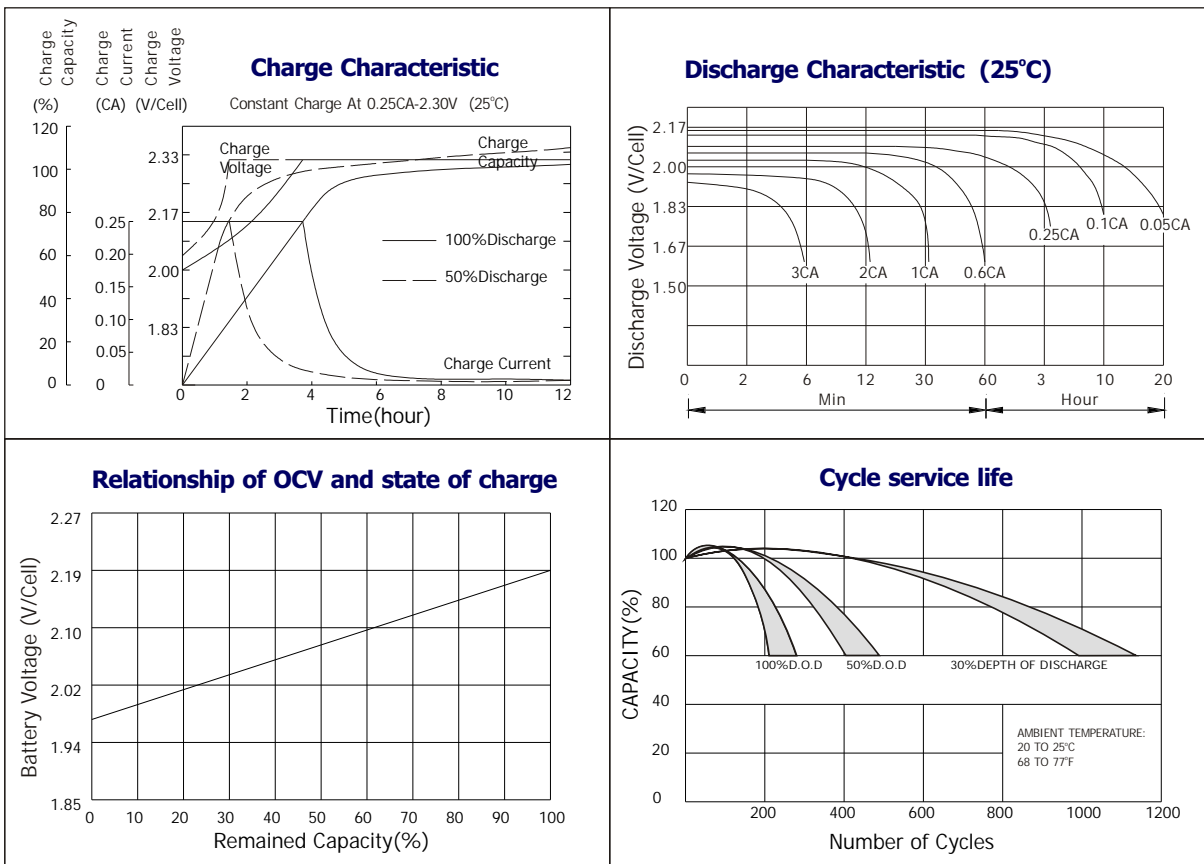 Charge
Capacity
Charge
Current
Charge
Voltage
(%)
(CA)
(V/Cell)
Charge Characteristic
Constant Charge At 0.25CA-2.30V (25°C)
120
100
80
60
40
20
0
0.25
0.20
0.15
0.10
0.05
0
2.33
2.17
2.00
1.83
Charge
Voltage
Charge
Capacity
100%Discharge
50%Discharge
Charge Current
0 2 4 6 8 10 12
Time(hour)
Discharge Characteristic (25°C)
Discharge Voltage (V/Cell)
2.17
2.00
1.83
1.67
1.50
3CA 2CA 1CA 0.6CA 0.25CA 0.1CA 0.05CA
0 2 6 12 30 60 3 10 20
Min Hour
Relationship of OCV and state of charge
Battery Voltage (V/Cell)
2.27
2.19
2.10
2.02
1.94
1.85
0 10 20 30 40 50 60 70 80 90 100
Remained Capacity(%)
Cycle service life
CAPACITY(%)
120
100
80
60
40
20
0
100%D.O.D 50%D.O.D 30%DEPTH OF DISCHARGE
AMBIENT TEMPERATURE:
20 TO 25°C
68 TO 77°F
200 400 600 800 1000 1200
Number of Cycles